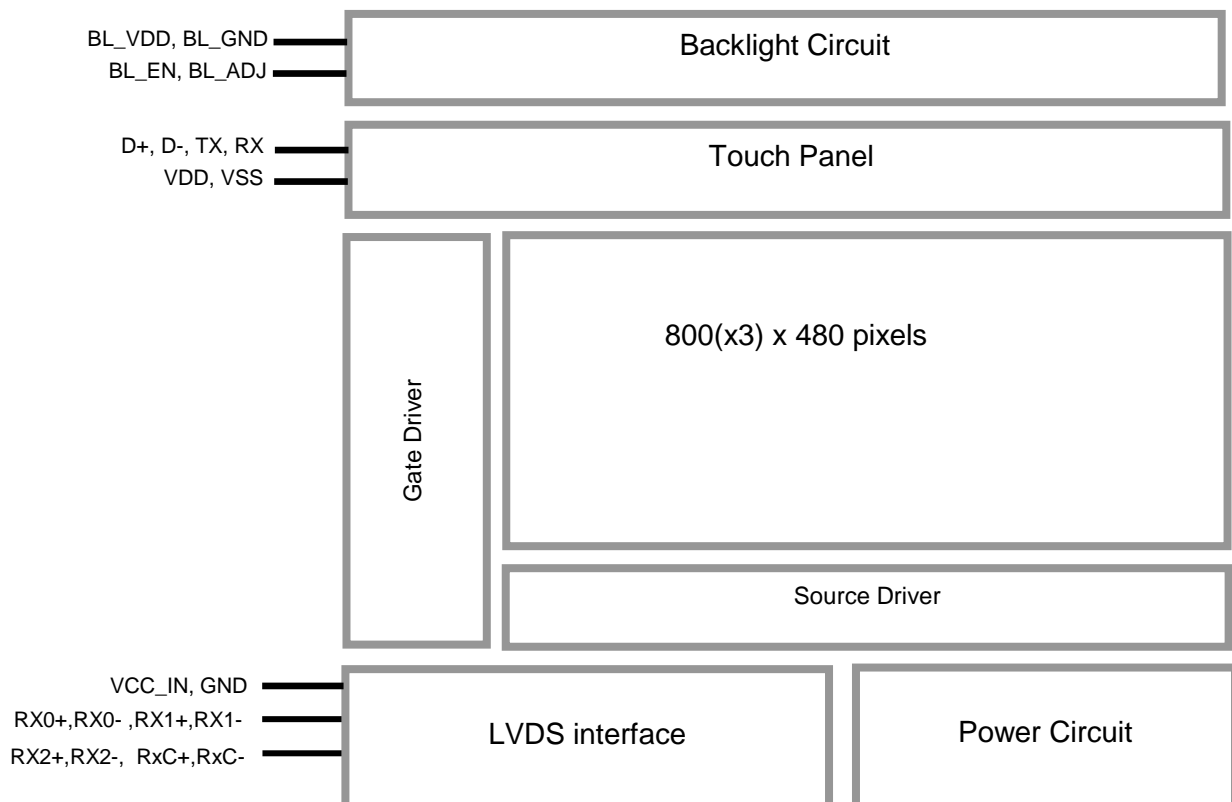 BL_VDD, BL_GND
Backlight Circuit
BL_EN, BL_ADJ
D+, D-, TX, RX
Touch Panel
VDD, VSS
Gate Driver
800(x3) x 480 pixels
Source Driver
VCC_IN, GND
RX0+,RX0- ,RX1+,RX1-
LVDS interface
Power Circuit
RX2+,RX2-,  RxC+,RxC-